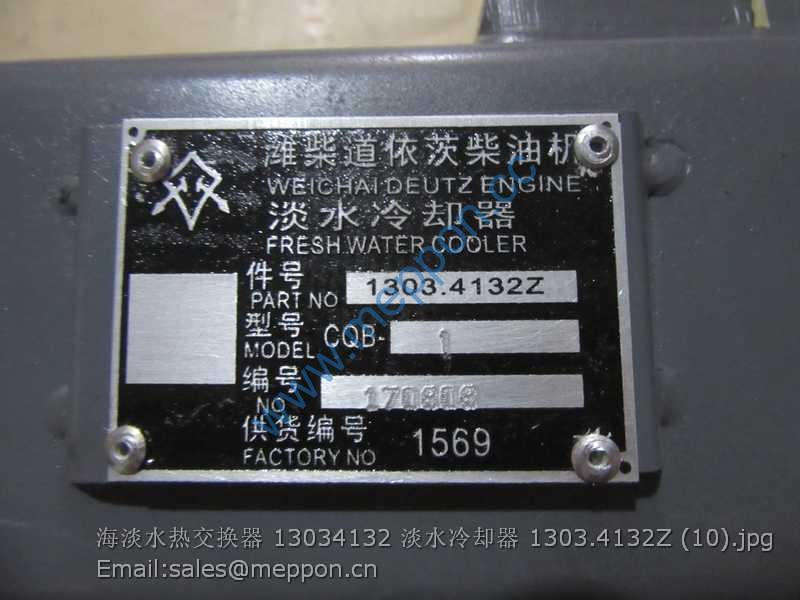 潍柴道依茨柴油机
WEICHAI DEUTZ ENGINE
淡水冷却器
FRESH WATER COOLER
件号
PART NO 1303.4132Z
型号
MODEL CQB- 1
编号
NO 170808
供货编号
FACTORY NO 1569
www.meppon.cc
海淡水热交换器 13034132 淡水冷却器 1303.4132Z (10).jpg
Email:sales@meppon.cn